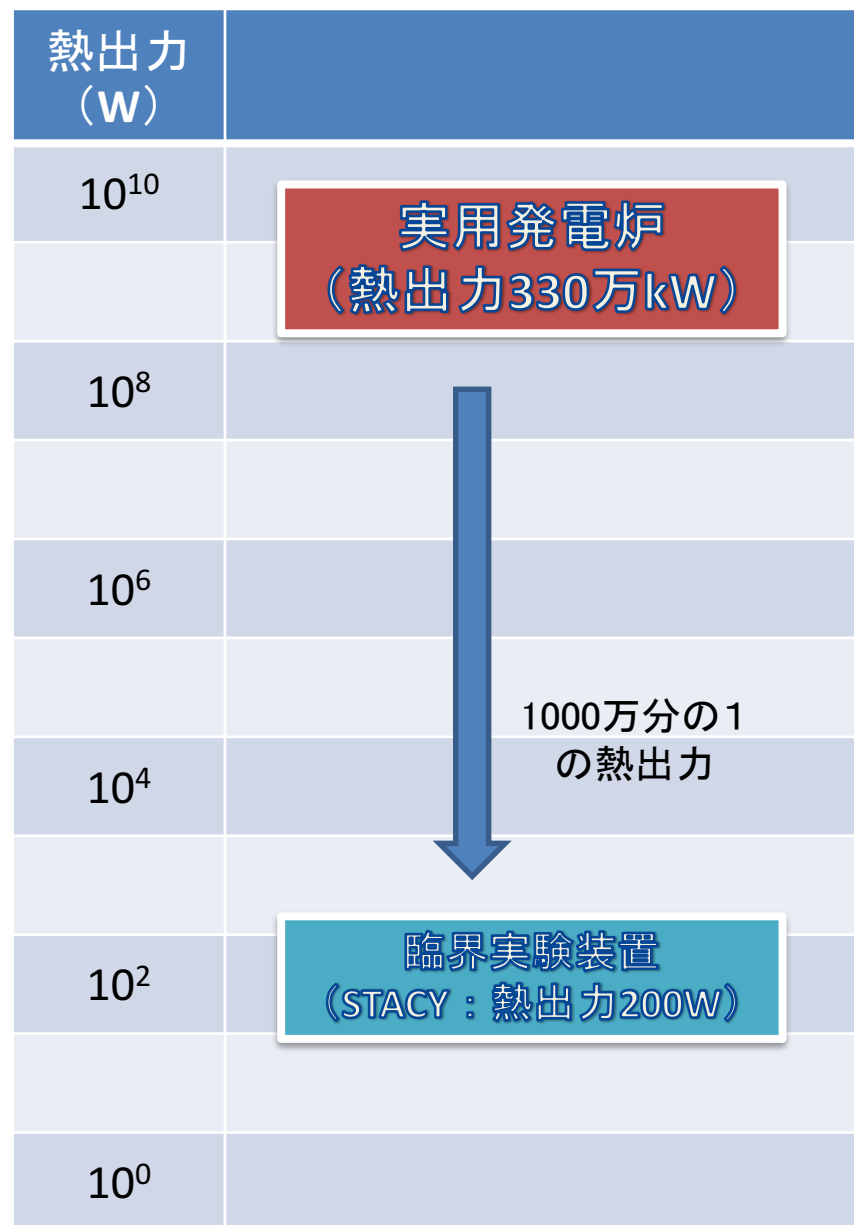 熱出力
（W）
10¹⁰
実用発電炉
（熱出力330万kW）
10⁸
10⁶
1000万分の１
の熱出力
10⁴
臨界実験装置
（STACY：熱出力200W）
10²
10⁰